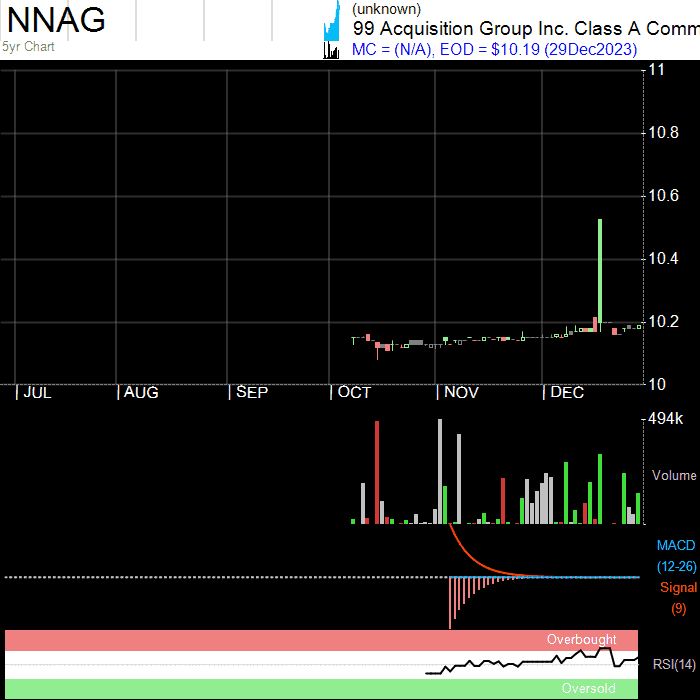 NNAG
(unknown)
99 Acquisition Group Inc. Class A Comm
5yr Chart
MC = (N/A), EOD = $10.19 (29Dec2023)
11
10.8
10.6
10.4
10.2
10
JUL AUG SEP OCT NOV DEC
494k
Volume
MACD
(12-26)
Signal
(9)
Overbought
RSI(14)
Oversold